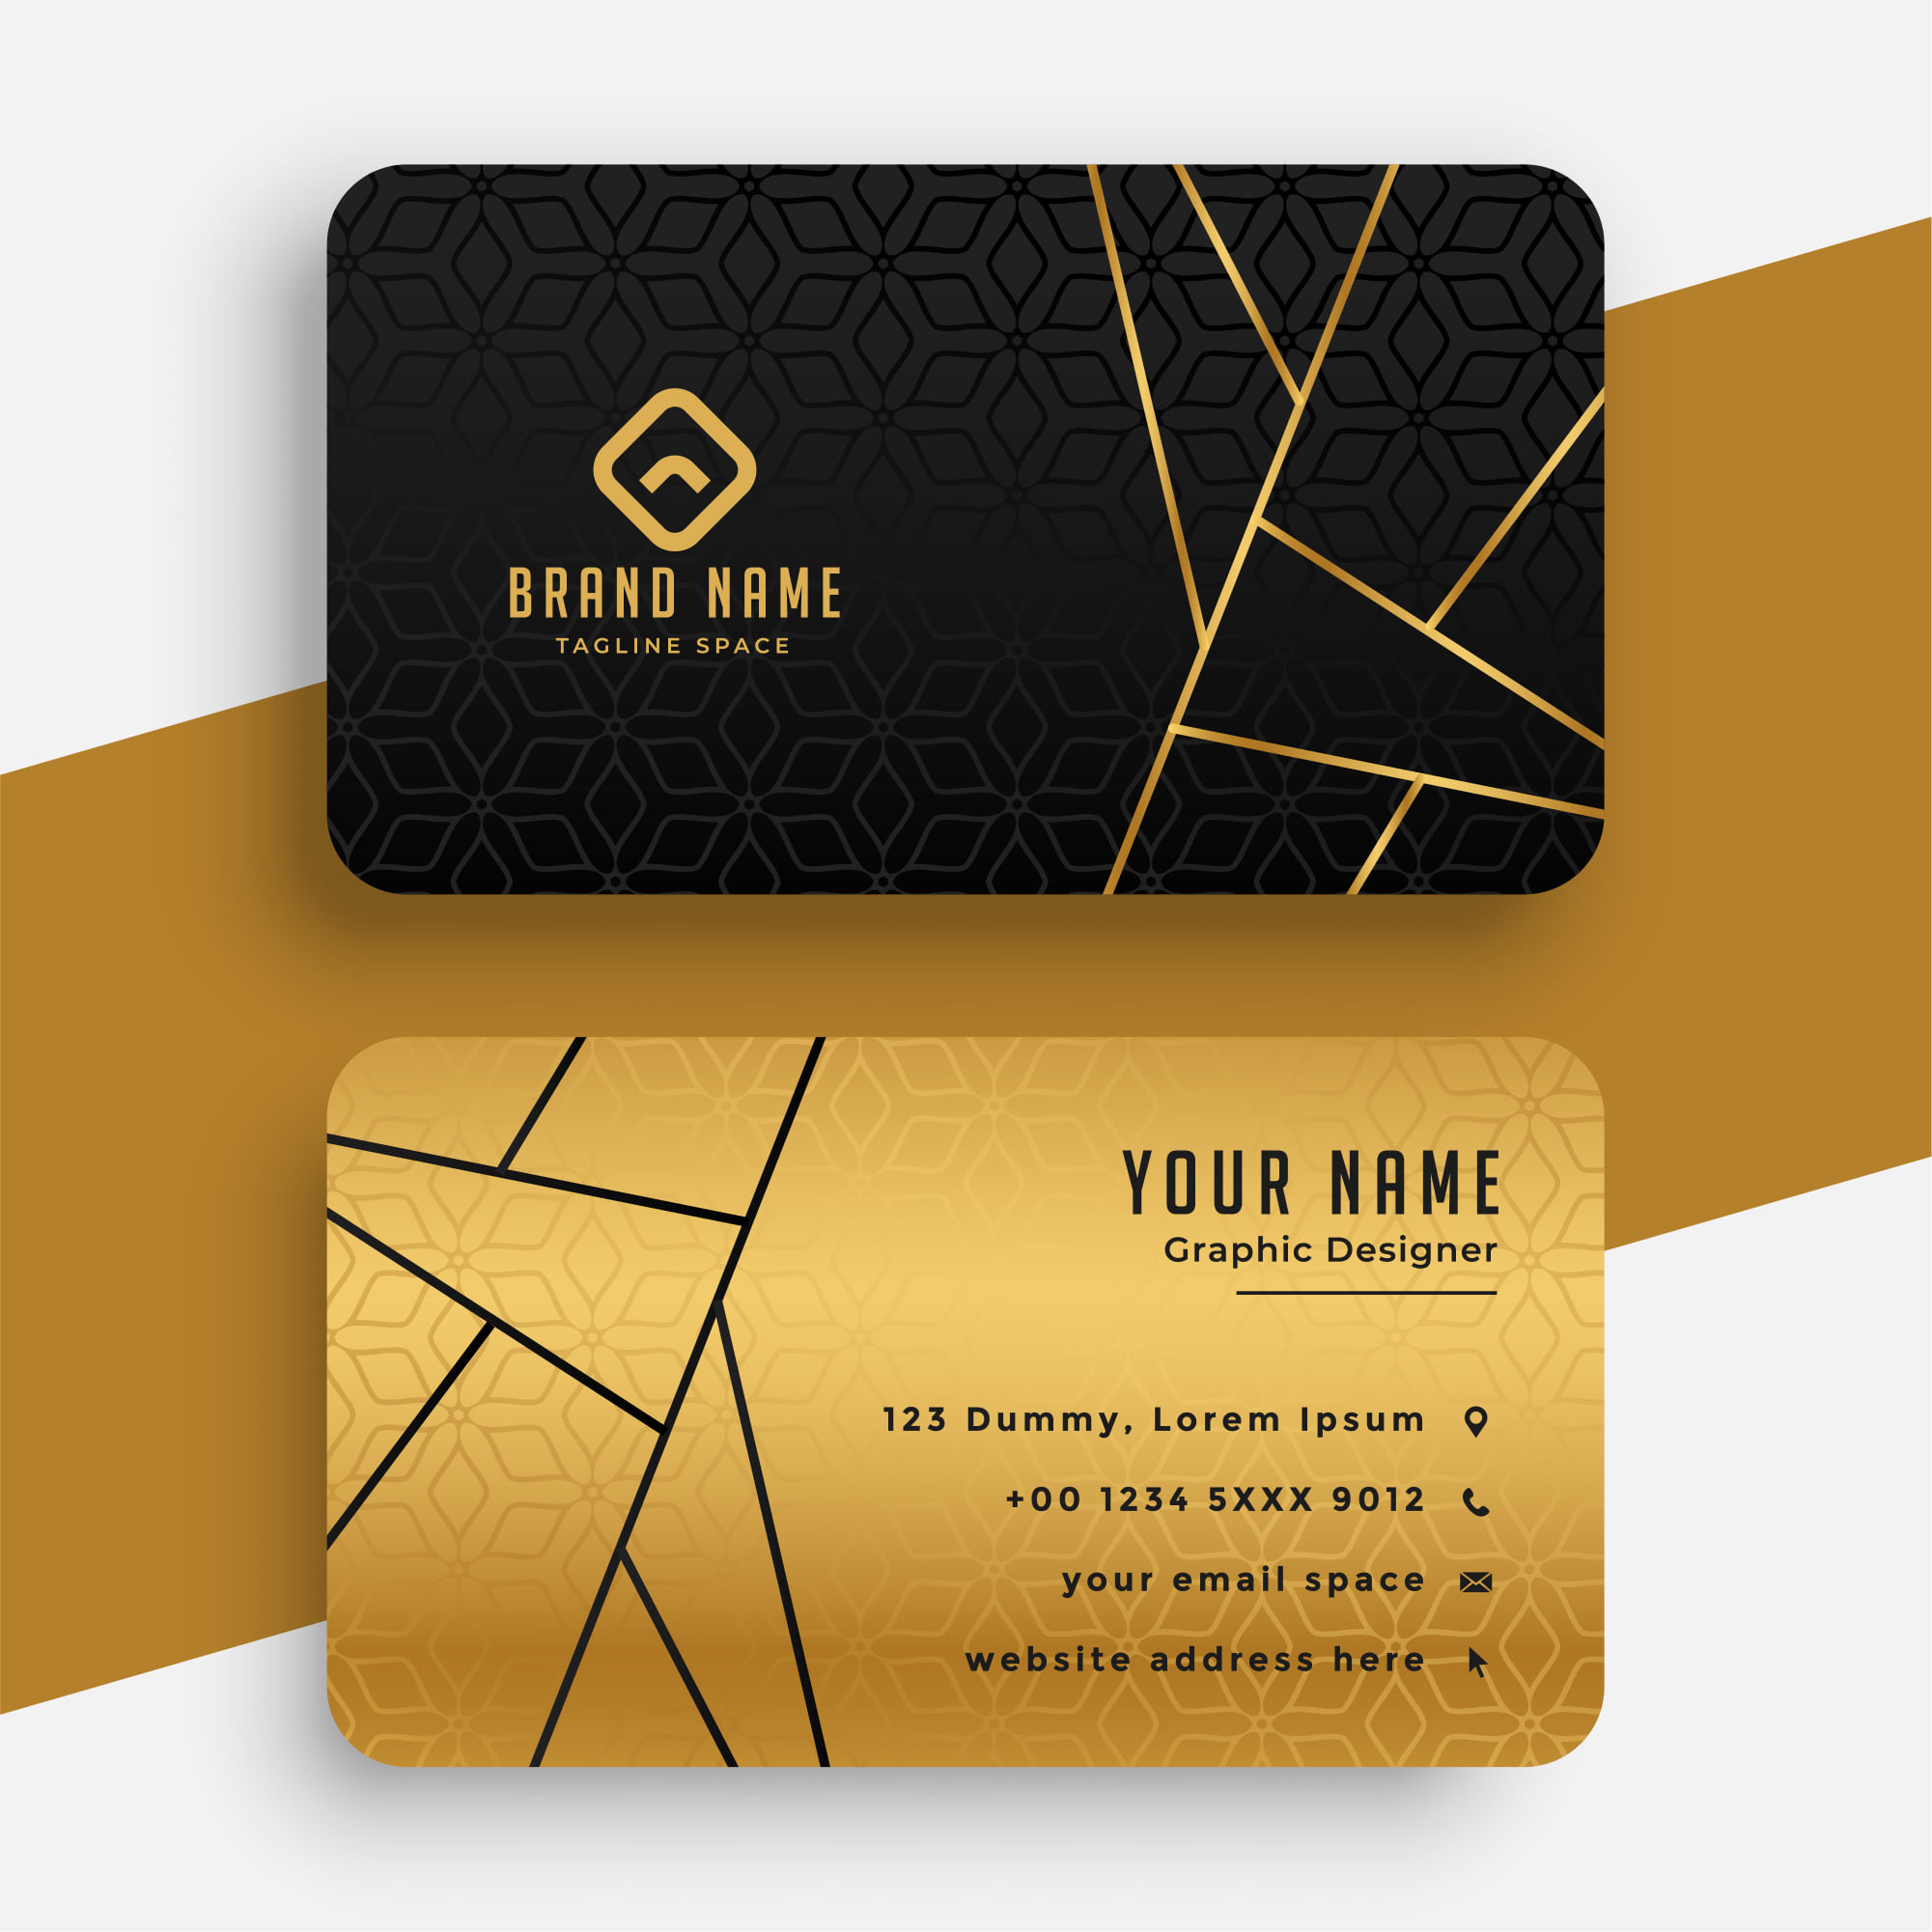 BRAND NAME
TAGLINE SPACE
YOUR NAME
Graphic Designer
123 Dummy, Lorem Ipsum
+00 1234 5XXX 9012
your email space
website address here